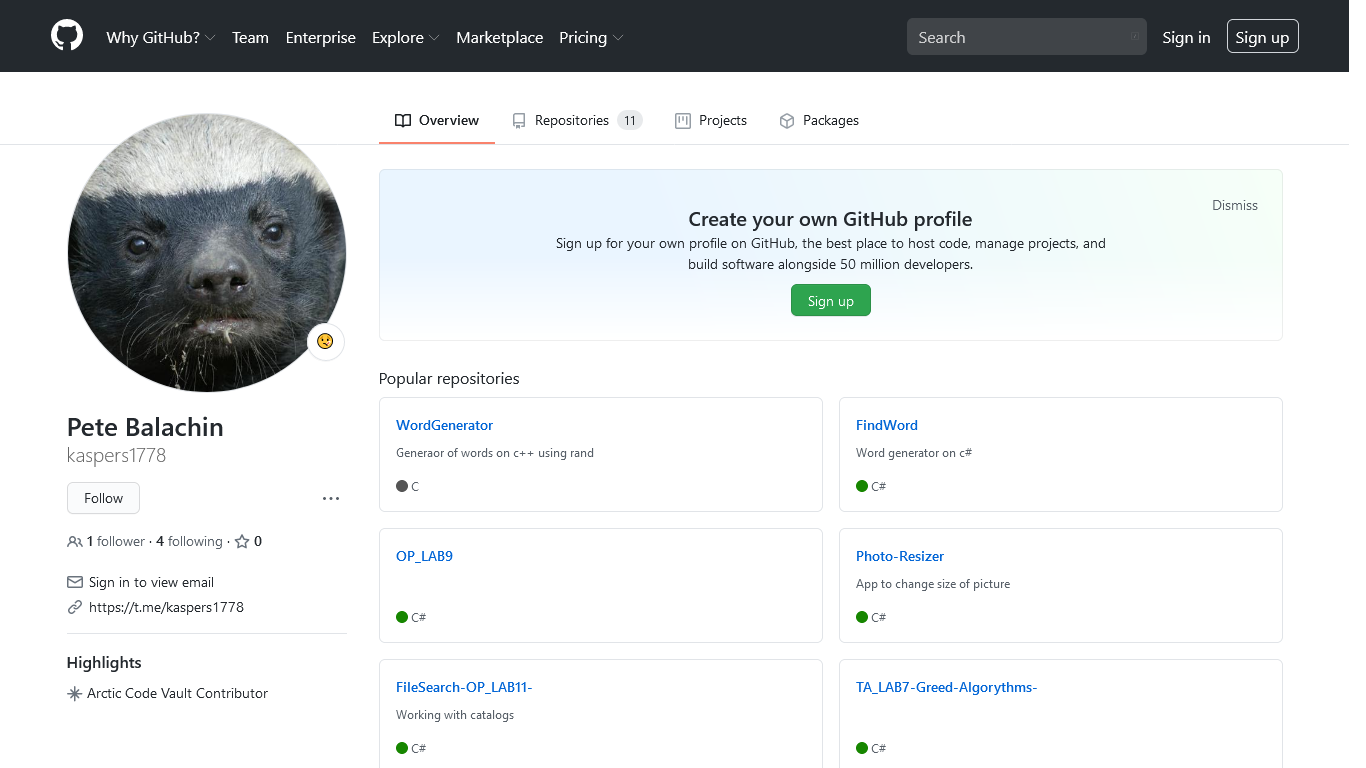 Why GitHub?
Team
Enterprise
Explore
Marketplace
Pricing
Search
Sign in
Sign up
Overview
Repositories 11
Projects
Packages
Create your own GitHub profile
Dismiss
Sign up for your own profile on GitHub, the best place to host code, manage projects, and
build software alongside 50 million developers.
Sign up
Pete Balachin
kaspers1778
Follow
1 follower · 4 following · 0
Sign in to view email
https://t.me/kaspers1778
Highlights
Arctic Code Vault Contributor
Popular repositories
WordGenerator
Generaor of words on c++ using rand
C
FindWord
Word generator on c#
C#
OP_LAB9
C#
Photo-Resizer
App to change size of picture
C#
FileSearch-OP_LAB11-
Working with catalogs
C#
TA_LAB7-Greed-Algorythms-
C#